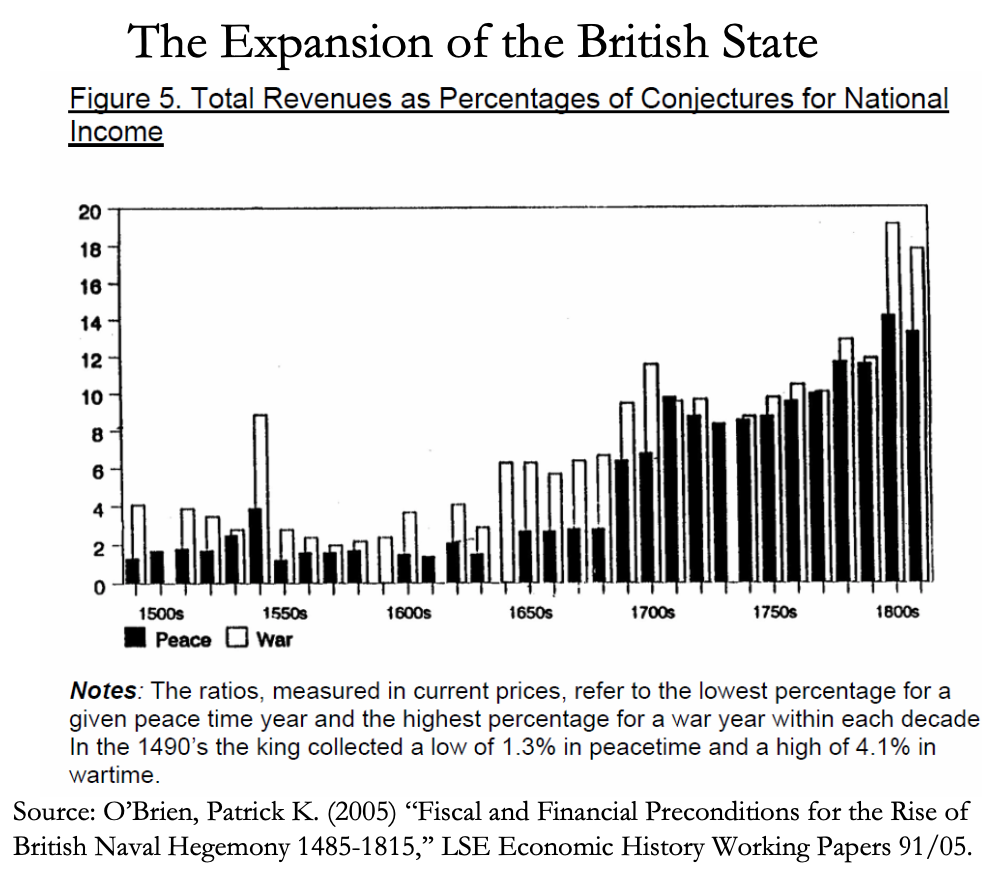 The Expansion of the British State
Figure 5. Total Revenues as Percentages of Conjectures for National
Income
20
18
16
14
12
10
8
6
4
2
0
1500s 1550s 1600s 1650s 1700s 1750s 1800s
Peace War
Notes: The ratios, measured in current prices, refer to the lowest percentage for a
given peace time year and the highest percentage for a war year within each decade
In the 1490’s the king collected a low of 1.3% in peacetime and a high of 4.1% in
wartime.
Source: O’Brien, Patrick K. (2005) “Fiscal and Financial Preconditions for the Rise of
British Naval Hegemony 1485-1815,” LSE Economic History Working Papers 91/05.